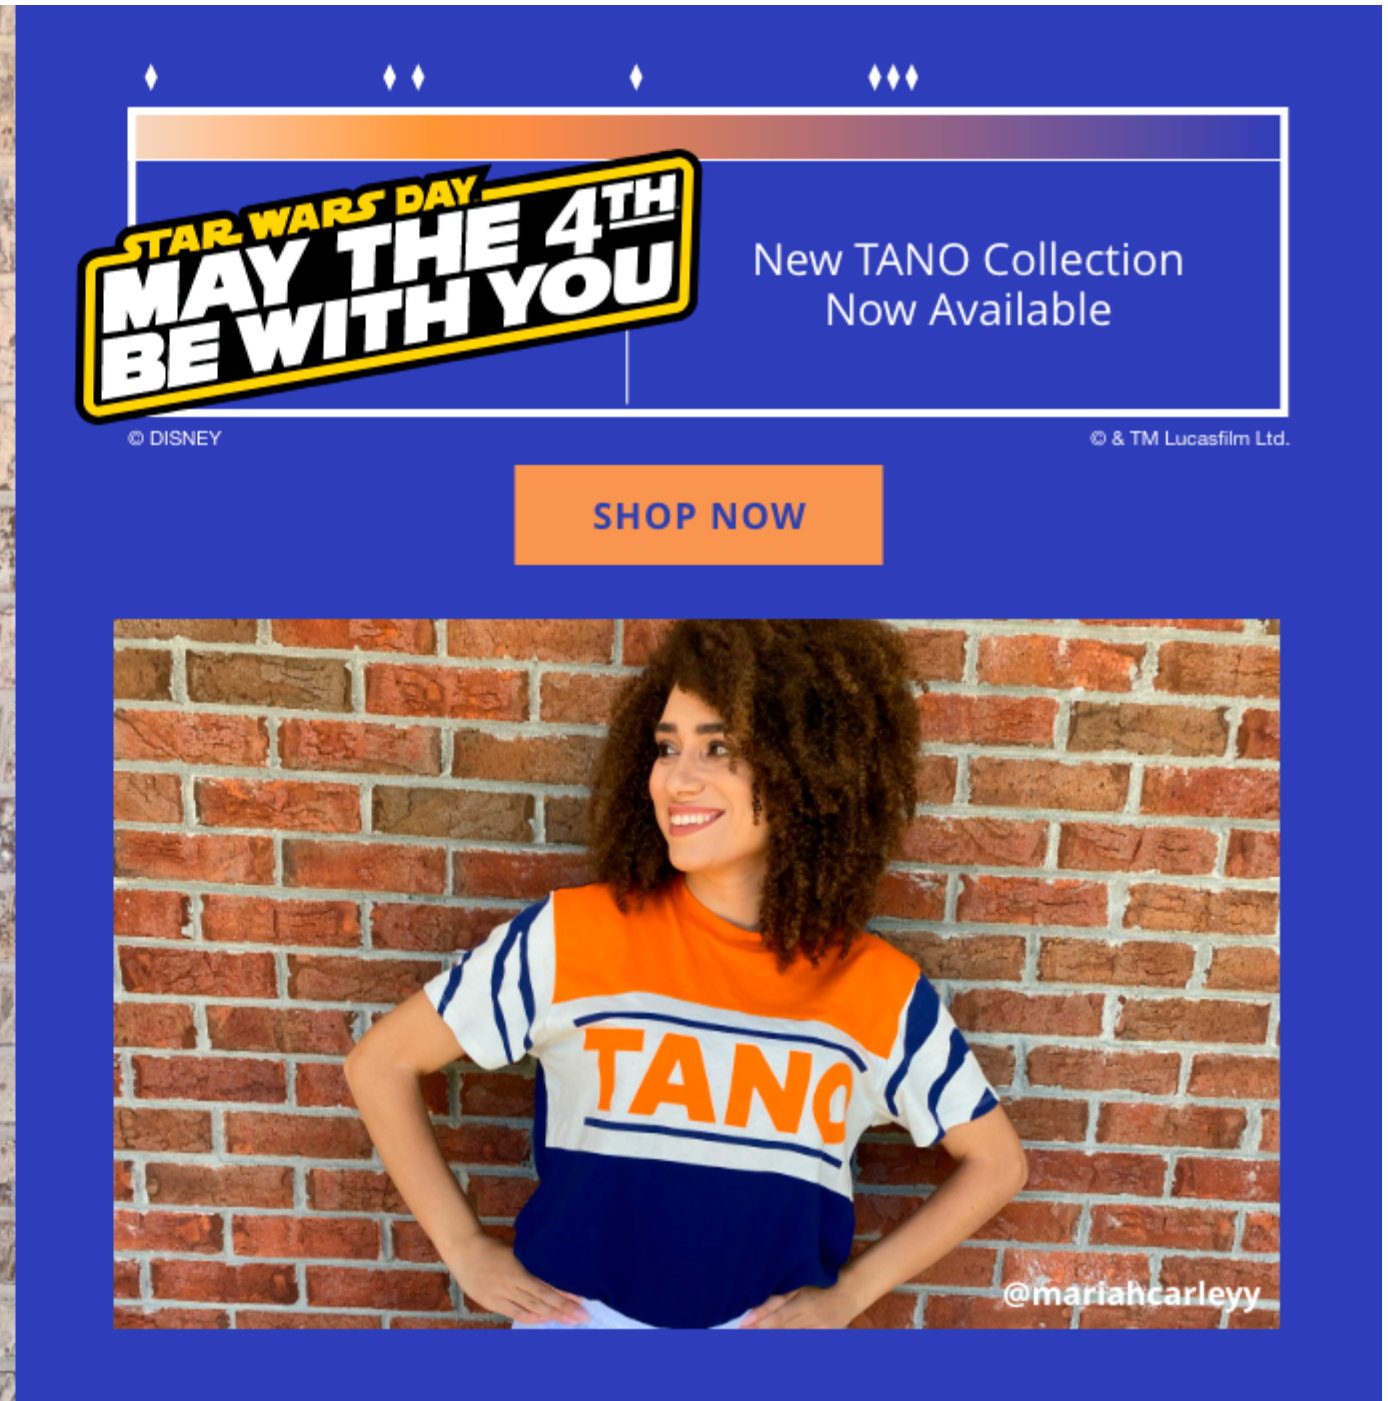 STAR WARS DAY
MAY THE 4TH
BE WITH YOU
New TANO Collection
Now Available
© DISNEY
© & TM Lucasfilm Ltd.
SHOP NOW
TANO
@mariahcarleyy